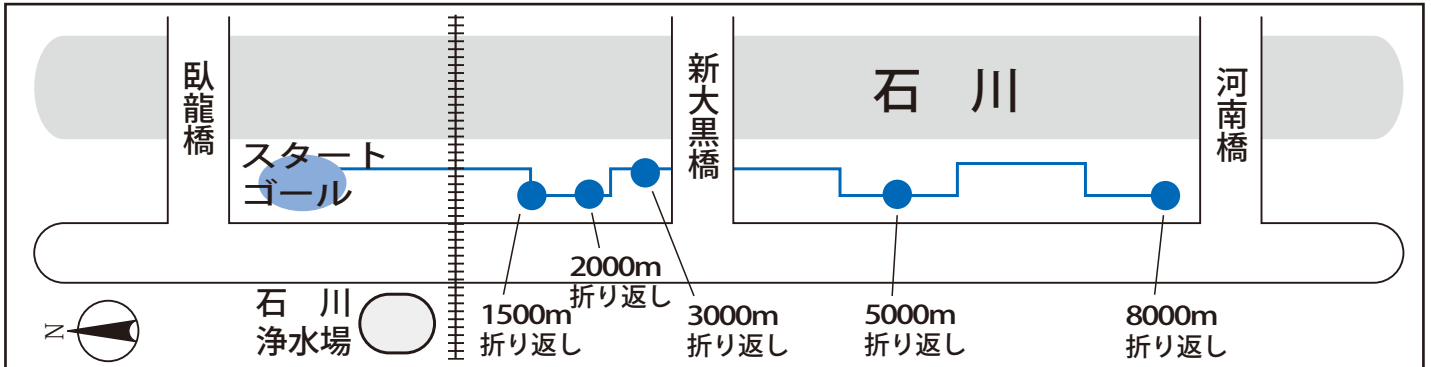 臥龍橋
新大黒橋
石 川
河南橋
スタート
ゴール
2000m
折り返し
石 川
浄水場
1500m
折り返し
3000m
折り返し
5000m
折り返し
8000m
折り返し
N